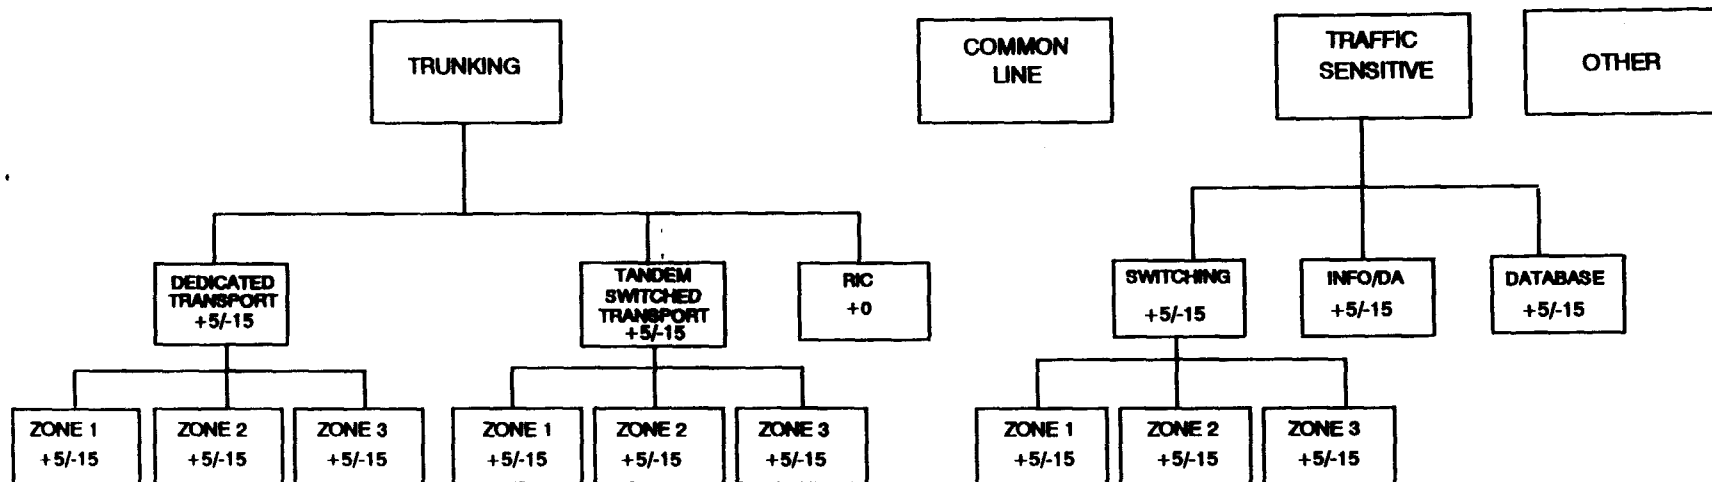 TRUNKING
COMMON
LINE
TRAFFIC
SENSITIVE
OTHER
DEDICATED
TRANSPORT
+5/-15
TANDEM
SWITCHED
TRANSPORT
+5/-15
RIC
+0
SWITCHING
+5/-15
INFO/DA
+5/-15
DATABASE
+5/-15
ZONE 1
+5/-15
ZONE 2
+5/-15
ZONE 3
+5/-15
ZONE 1
+5/-15
ZONE 2
+5/-15
ZONE 3
+5/-15
ZONE 1
+5/-15
ZONE 2
+5/-15
ZONE 3
+5/-15